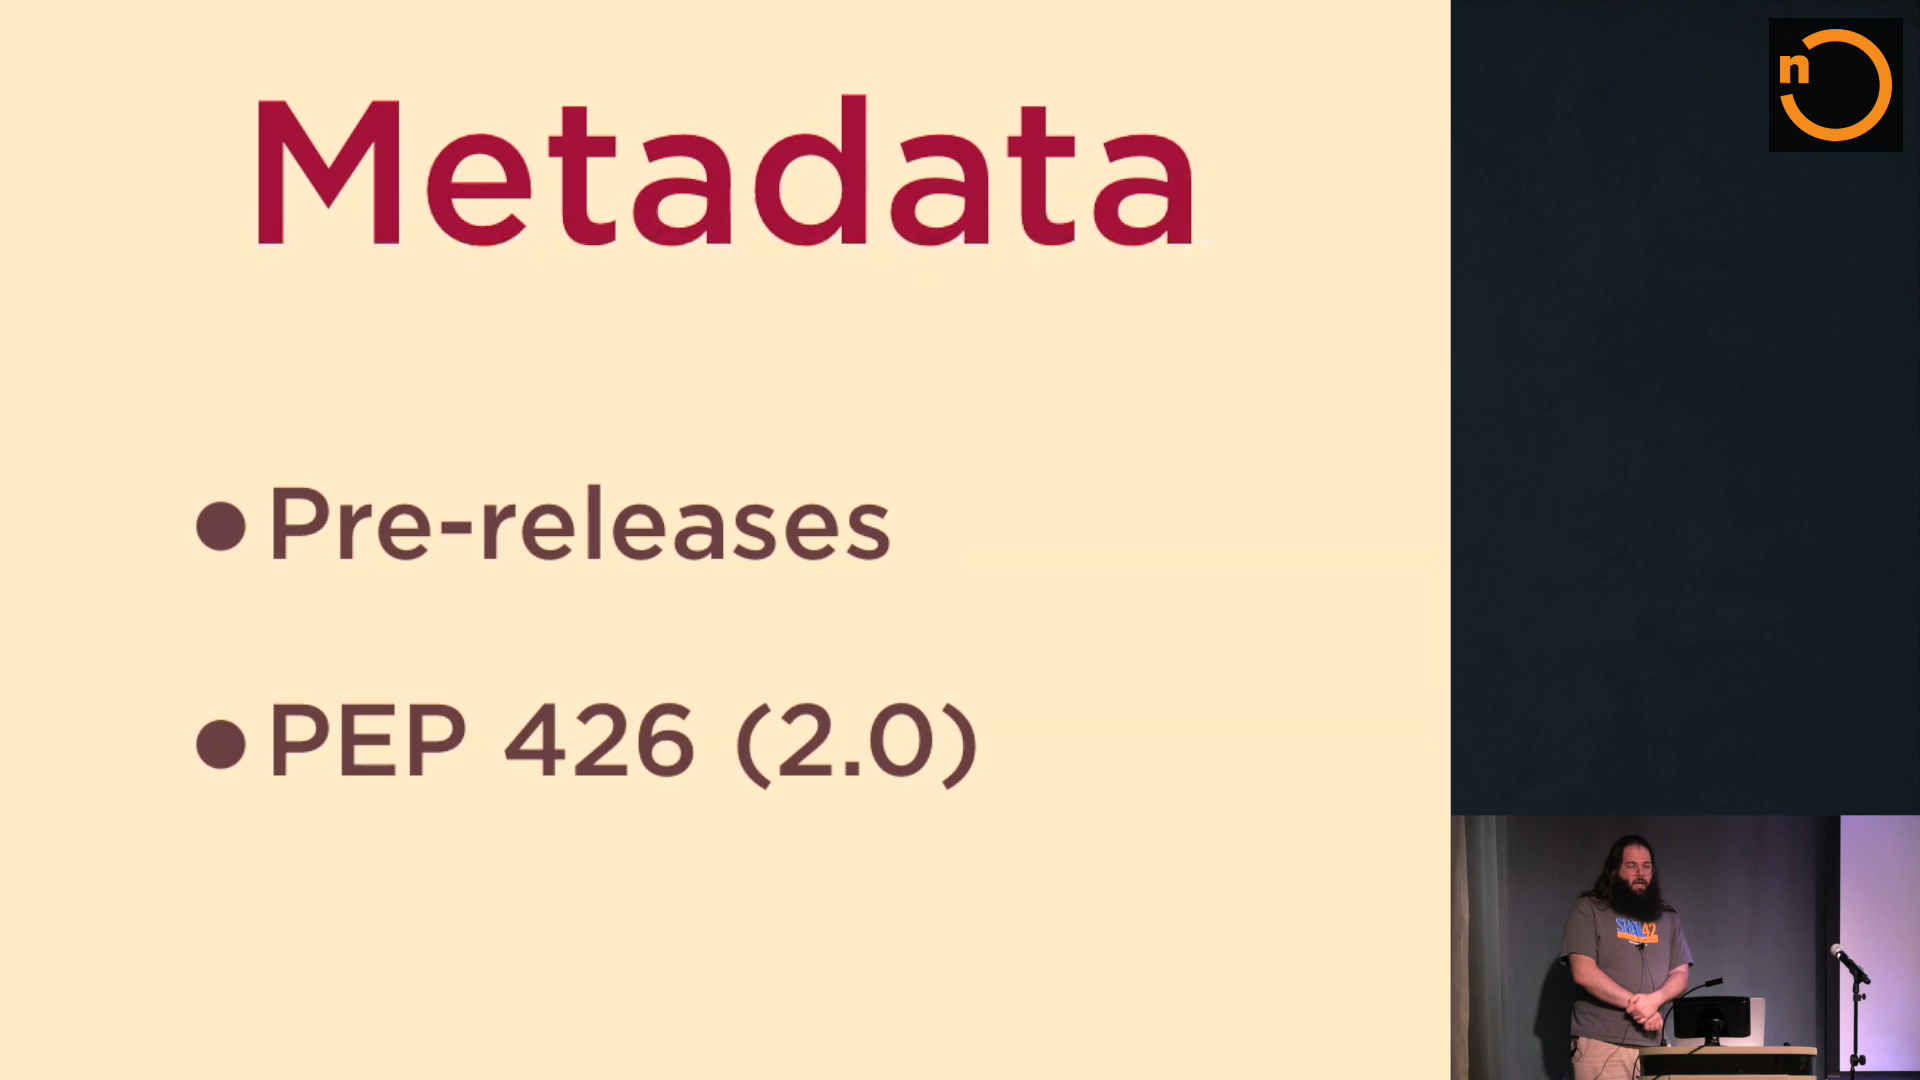 Metadata
n
● Pre-releases
● PEP 426 (2.0)